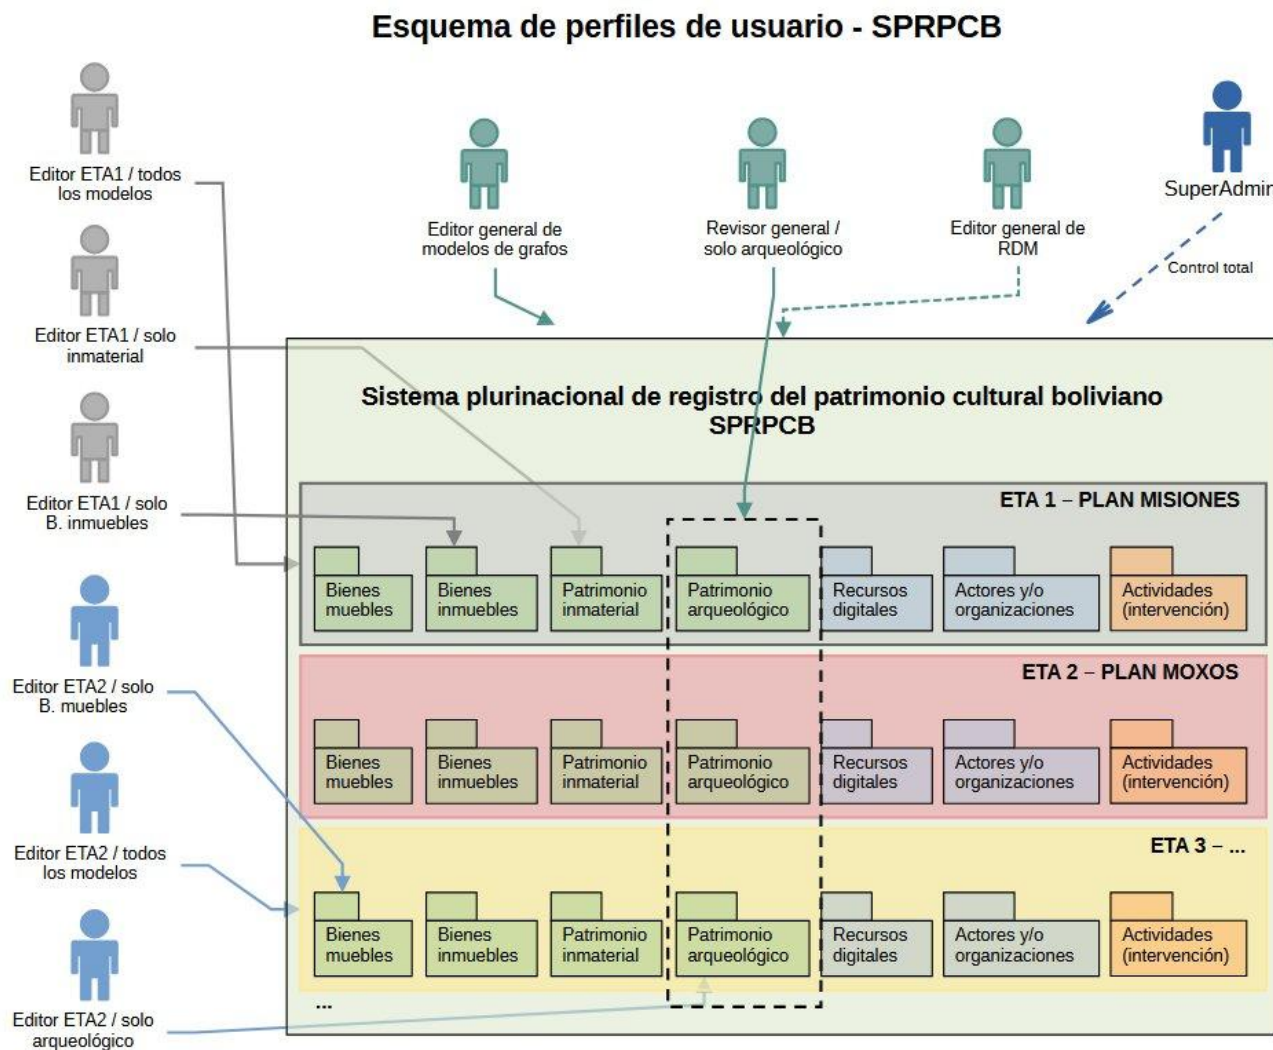 Esquema de perfiles de usuario - SPRPCB
Editor ETA1 / todos
los modelos
Editor general de
modelos de grafos
Revisor general /
solo arqueológico
Editor general de
RDM
SuperAdmin
Control total
Editor ETA1 / solo
inmaterial
Editor ETA1 / solo
B. inmuebles
Editor ETA2 / solo
B. muebles
Editor ETA2 / todos
los modelos
Editor ETA2 / solo
arqueológico
Sistema plurinacional de registro del patrimonio cultural boliviano
SPRPCB
ETA 1 – PLAN MISIONES
Bienes
muebles
Bienes
inmuebles
Patrimonio
inmaterial
Patrimonio
arqueológico
Recursos
digitales
Actores y/o
organizaciones
Actividades
(intervención)
ETA 2 – PLAN MOXOS
Bienes
muebles
Bienes
inmuebles
Patrimonio
inmaterial
Patrimonio
arqueológico
Recursos
digitales
Actores y/o
organizaciones
Actividades
(intervención)
ETA 3 – ...
Bienes
muebles
Bienes
inmuebles
Patrimonio
inmaterial
Patrimonio
arqueológico
Recursos
digitales
Actores y/o
organizaciones
Actividades
(intervención)
...